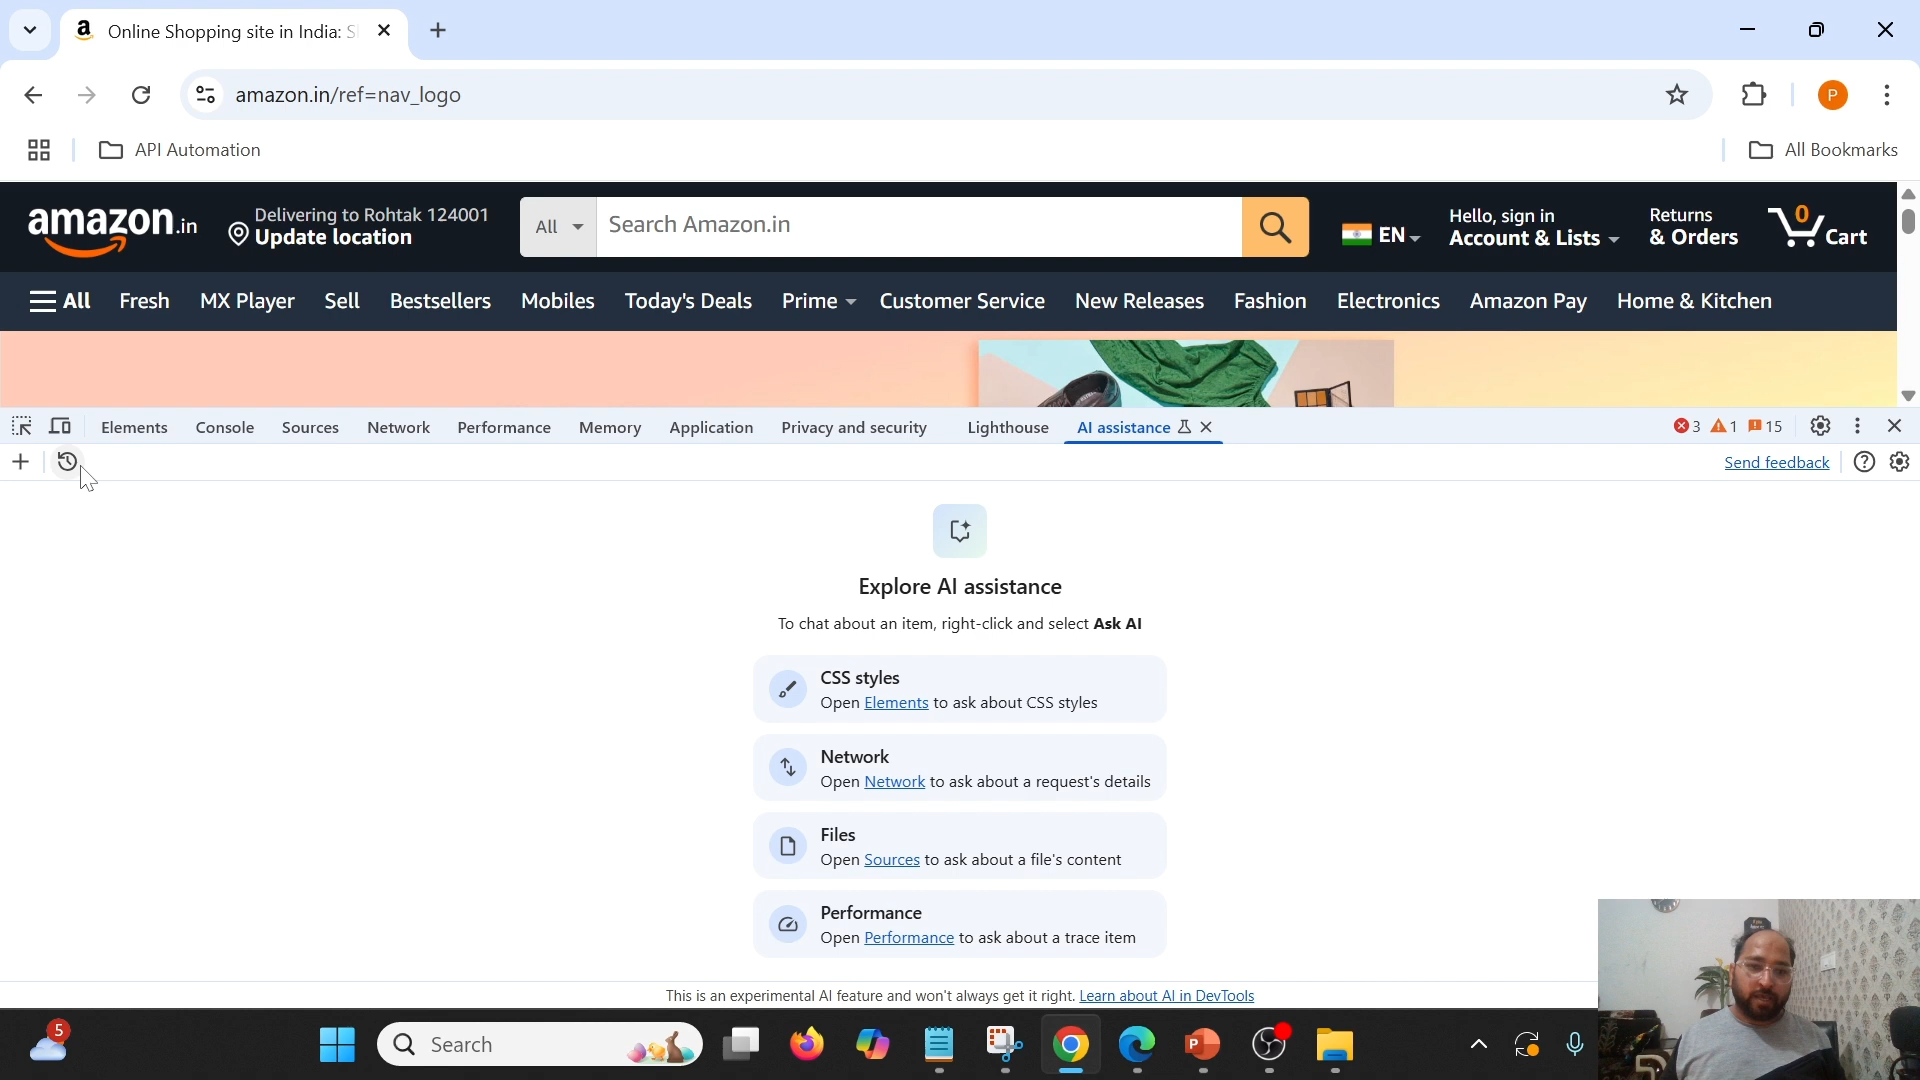 Online Shopping site in India: S
amazon.in/ref=nav_logo
P
API Automation
All Bookmarks
amazon.in
Delivering to Rohtak 124001
Update location
All
Search Amazon.in
EN
Hello, sign in
Account & Lists
Returns
& Orders
0
Cart
All
Fresh
MX Player
Sell
Bestsellers
Mobiles
Today's Deals
Prime
Customer Service
New Releases
Fashion
Electronics
Amazon Pay
Home & Kitchen
Elements
Console
Sources
Network
Performance
Memory
Application
Privacy and security
Lighthouse
AI assistance
3
1
15
Send feedback
Explore AI assistance
To chat about an item, right-click and select Ask AI
CSS styles
Open Elements to ask about CSS styles
Network
Open Network to ask about a request's details
Files
Open Sources to ask about a file's content
Performance
Open Performance to ask about a trace item
This is an experimental AI feature and won't always get it right. Learn about AI in DevTools
5
Search